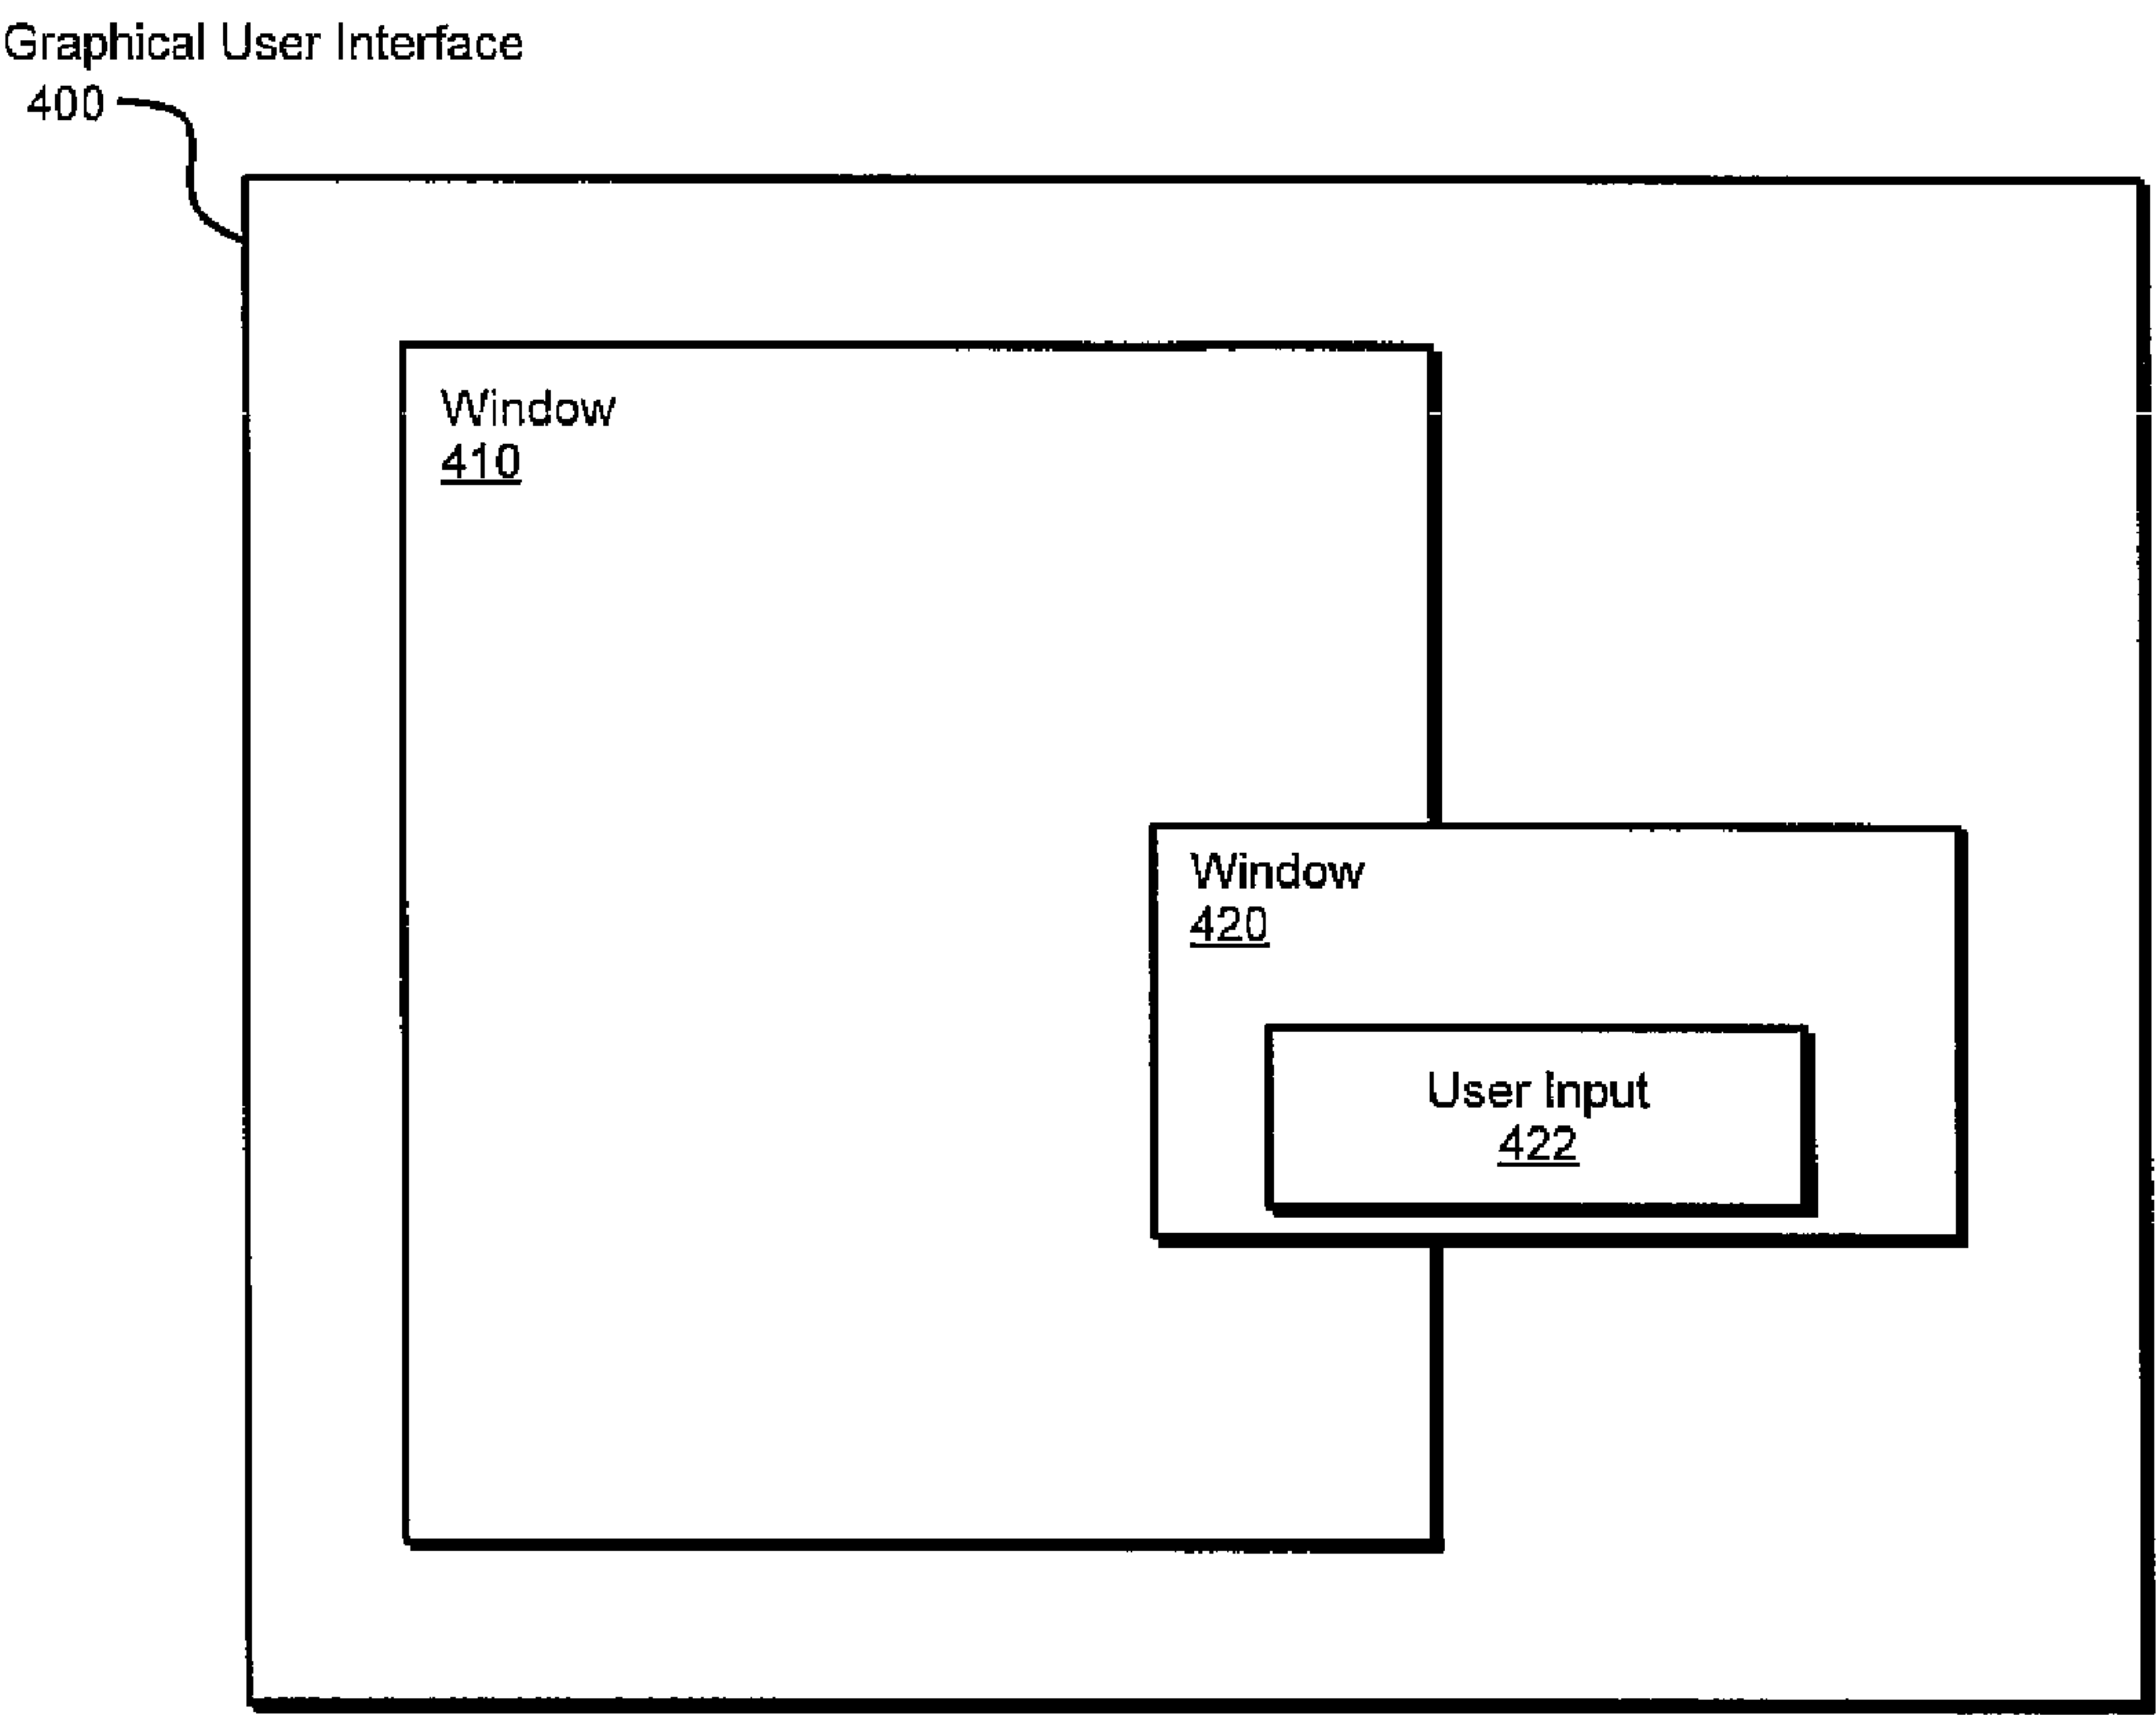 Graphical User Interface
400
Window
410
Window
420
User Input
422